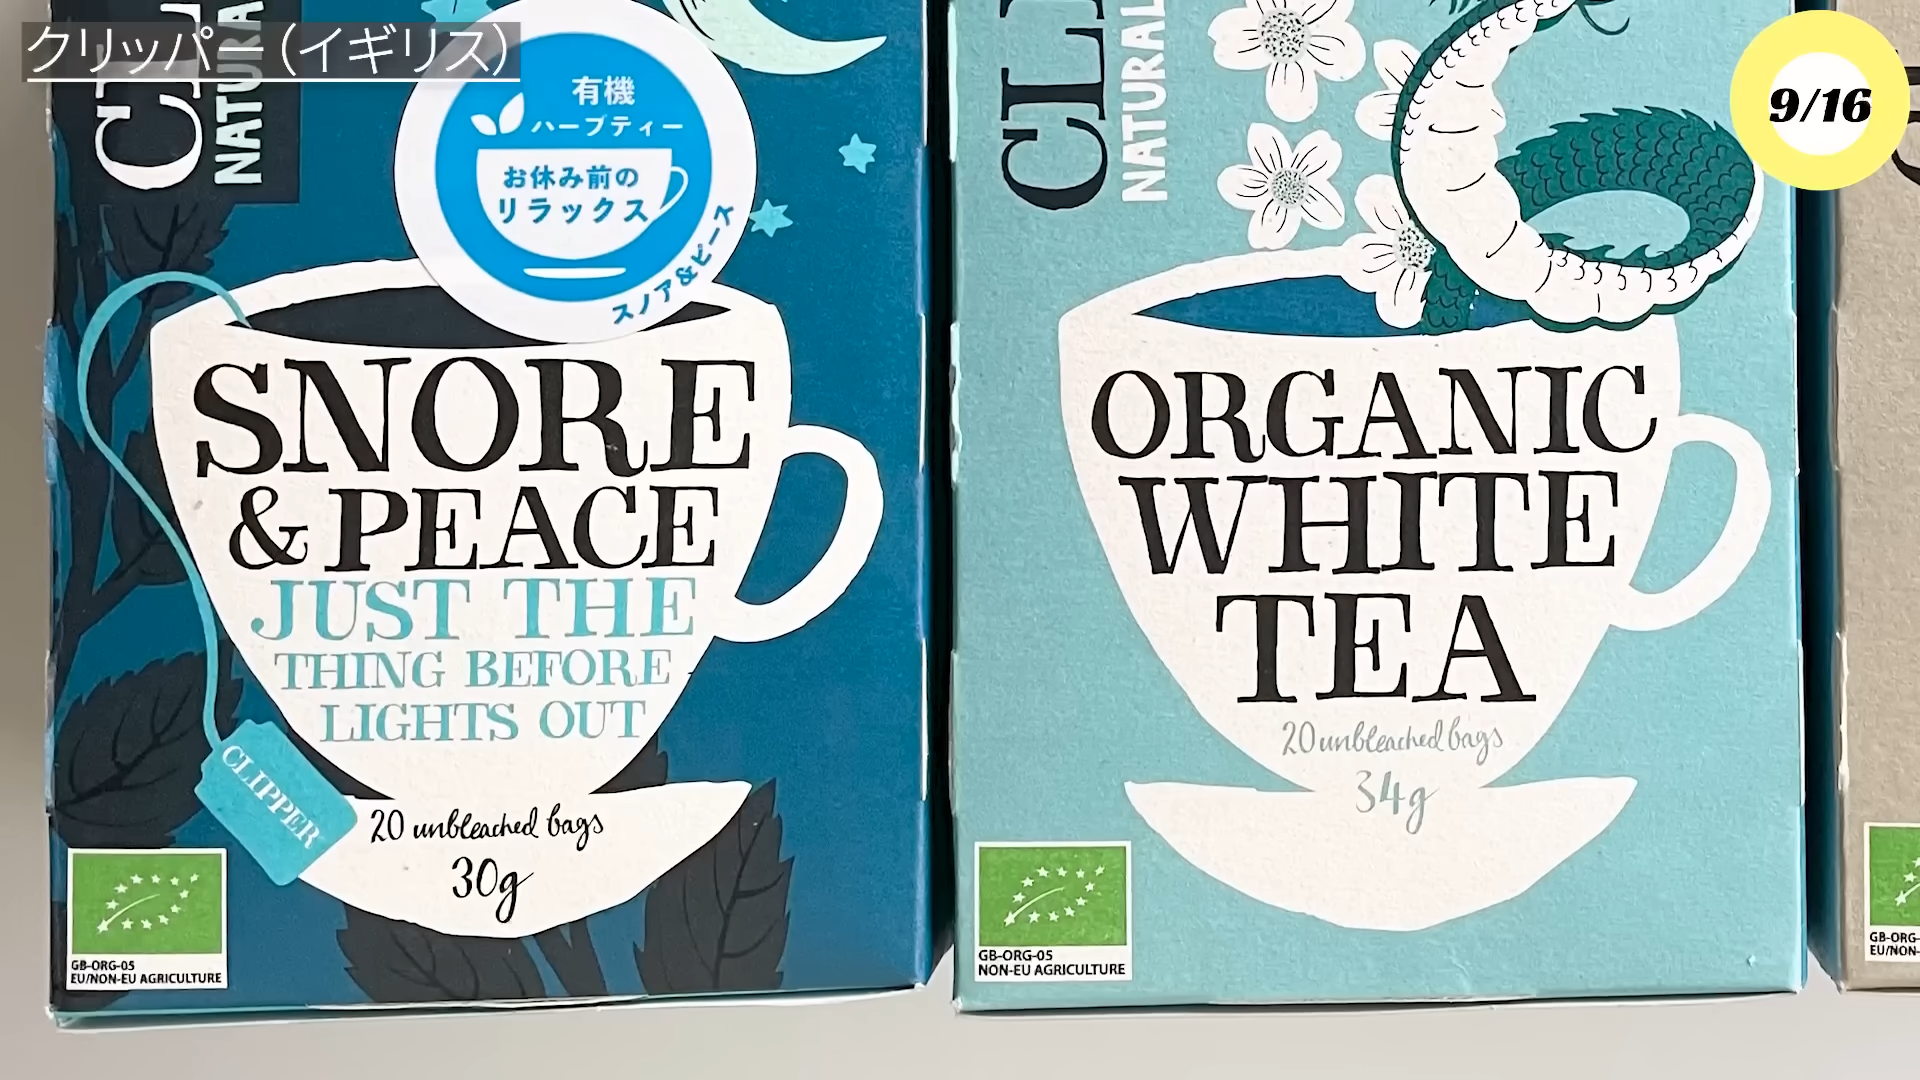 クリッパー（イギリス）
9/16
NATURAL
有機
ハーブティー
お休み前の
リラックス
スノア&ピース
SNORE
& PEACE
JUST THE
THING BEFORE
LIGHTS OUT
CLIPPER
20 unbleached bags
30g
GB-ORG-05
EU/NON-EU AGRICULTURE
ORGANIC
WHITE
TEA
20 unbleached bags
34g
GB-ORG-05
NON-EU AGRICULTURE